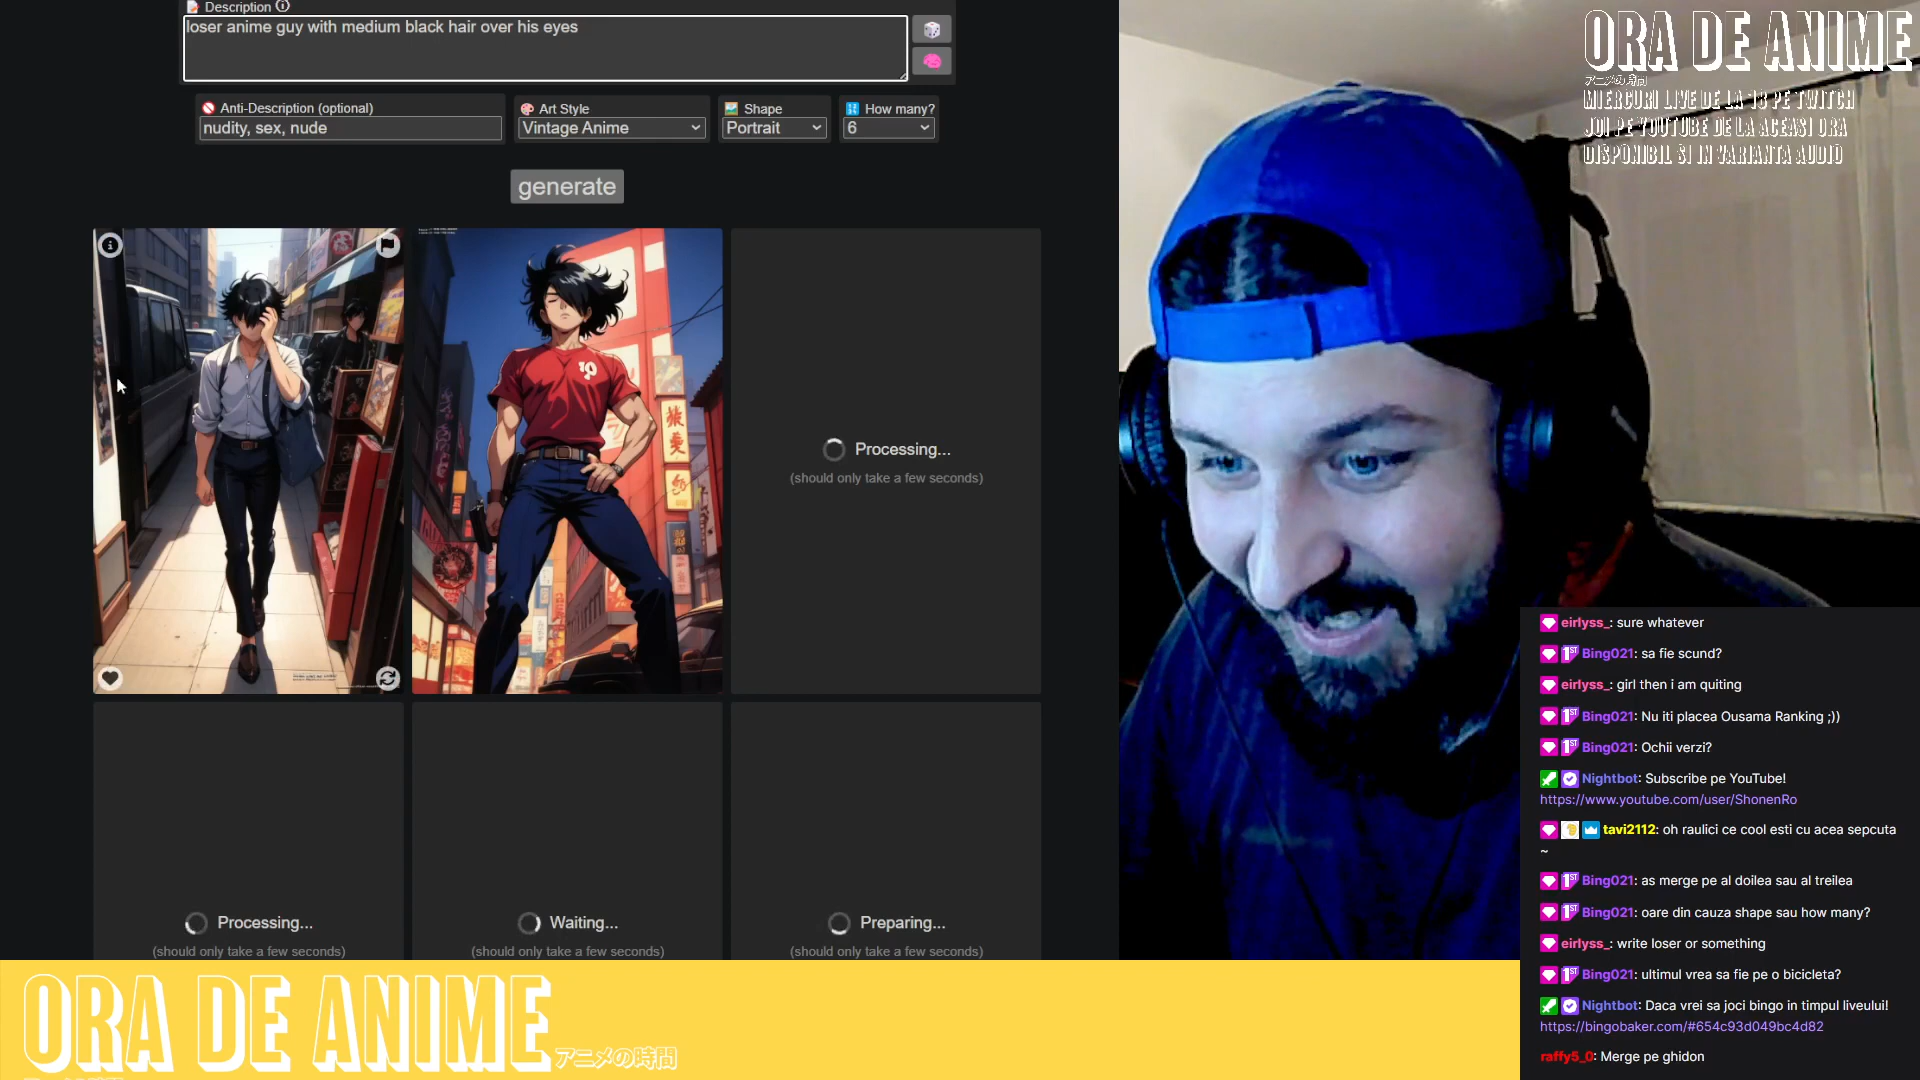 Description
loser anime guy with medium black hair over his eyes
Anti-Description (optional)
nudity, sex, nude
Art Style
Vintage Anime
Shape
Portrait
How many?
6
generate
Processing...
(should only take a few seconds)
Processing...
(should only take a few seconds)
Waiting...
(should only take a few seconds)
Preparing...
(should only take a few seconds)
ORA DE ANIME
アニメの時間
MIERCURI LIVE DE LA 18 PE TWITCH
JOI PE YOUTUBE DE LA ACEASI ORA
DISPONIBIL SI IN VARIANTA AUDIO
eirlyss_: sure whatever
Bing021: sa fie scund?
eirlyss_: girl then i am quiting
Bing021: Nu iti placea Ousama Ranking ;))
Bing021: Ochii verzi?
Nightbot: Subscribe pe YouTube!
https://www.youtube.com/user/ShonenRo
tavi2112: oh raulici ce cool esti cu acea sepcuta
~
Bing021: as merge pe al doilea sau al treilea
Bing021: oare din cauza shape sau how many?
eirlyss_: write loser or something
Bing021: ultimul vrea sa fie pe o bicicleta?
Nightbot: Daca vrei sa joci bingo in timpul liveului!
https://bingobaker.com/#654c93d049bc4d82
raffy5_0: Merge pe ghidon
ORA DE ANIME
アニメの時間